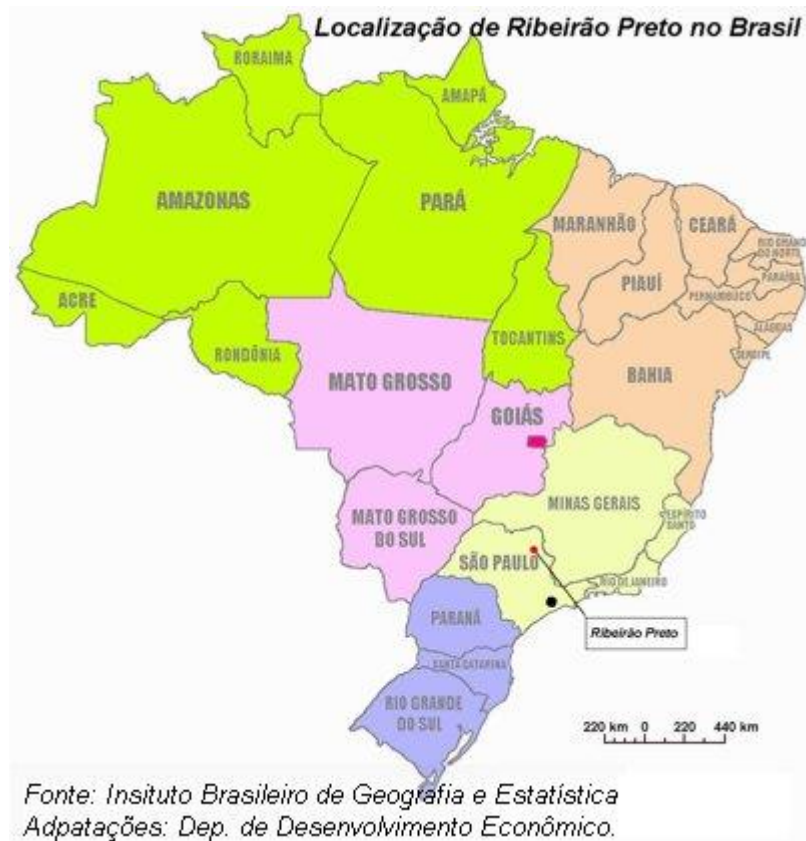 Localização de Ribeirão Preto no Brasil
RORAIMA
AMAPÁ
AMAZONAS
PARÁ
MARANHÃO
CEARÁ
RIO GRANDE
DO NORTE
PARAÍBA
PIAUÍ
PERNAMBUCO
ACRE
ALAGOAS
TOCANTINS
RONDÔNIA
SERGIPE
BAHIA
MATO GROSSO
GOIÁS
MINAS GERAIS
ESPÍRITO
SANTO
MATO GROSSO
DO SUL
SÃO PAULO
RIO DE JANEIRO
PARANÁ
Ribeirão Preto
SANTA CATARINA
RIO GRANDE
DO SUL
220 km 0 220 440 km
Fonte: Insituto Brasileiro de Geografia e Estatística
Adpatações: Dep. de Desenvolvimento Econômico.